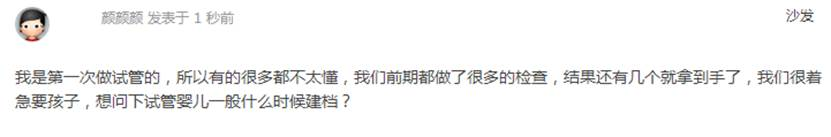 颜颜颜 发表于 1 秒前
沙发
我是第一次做试管的，所以有的很多都不太懂，我们前期都做了很多的检查，结果还有几个就拿到手了，我们很着
急要孩子，想问下试管婴儿一般什么时候建档？